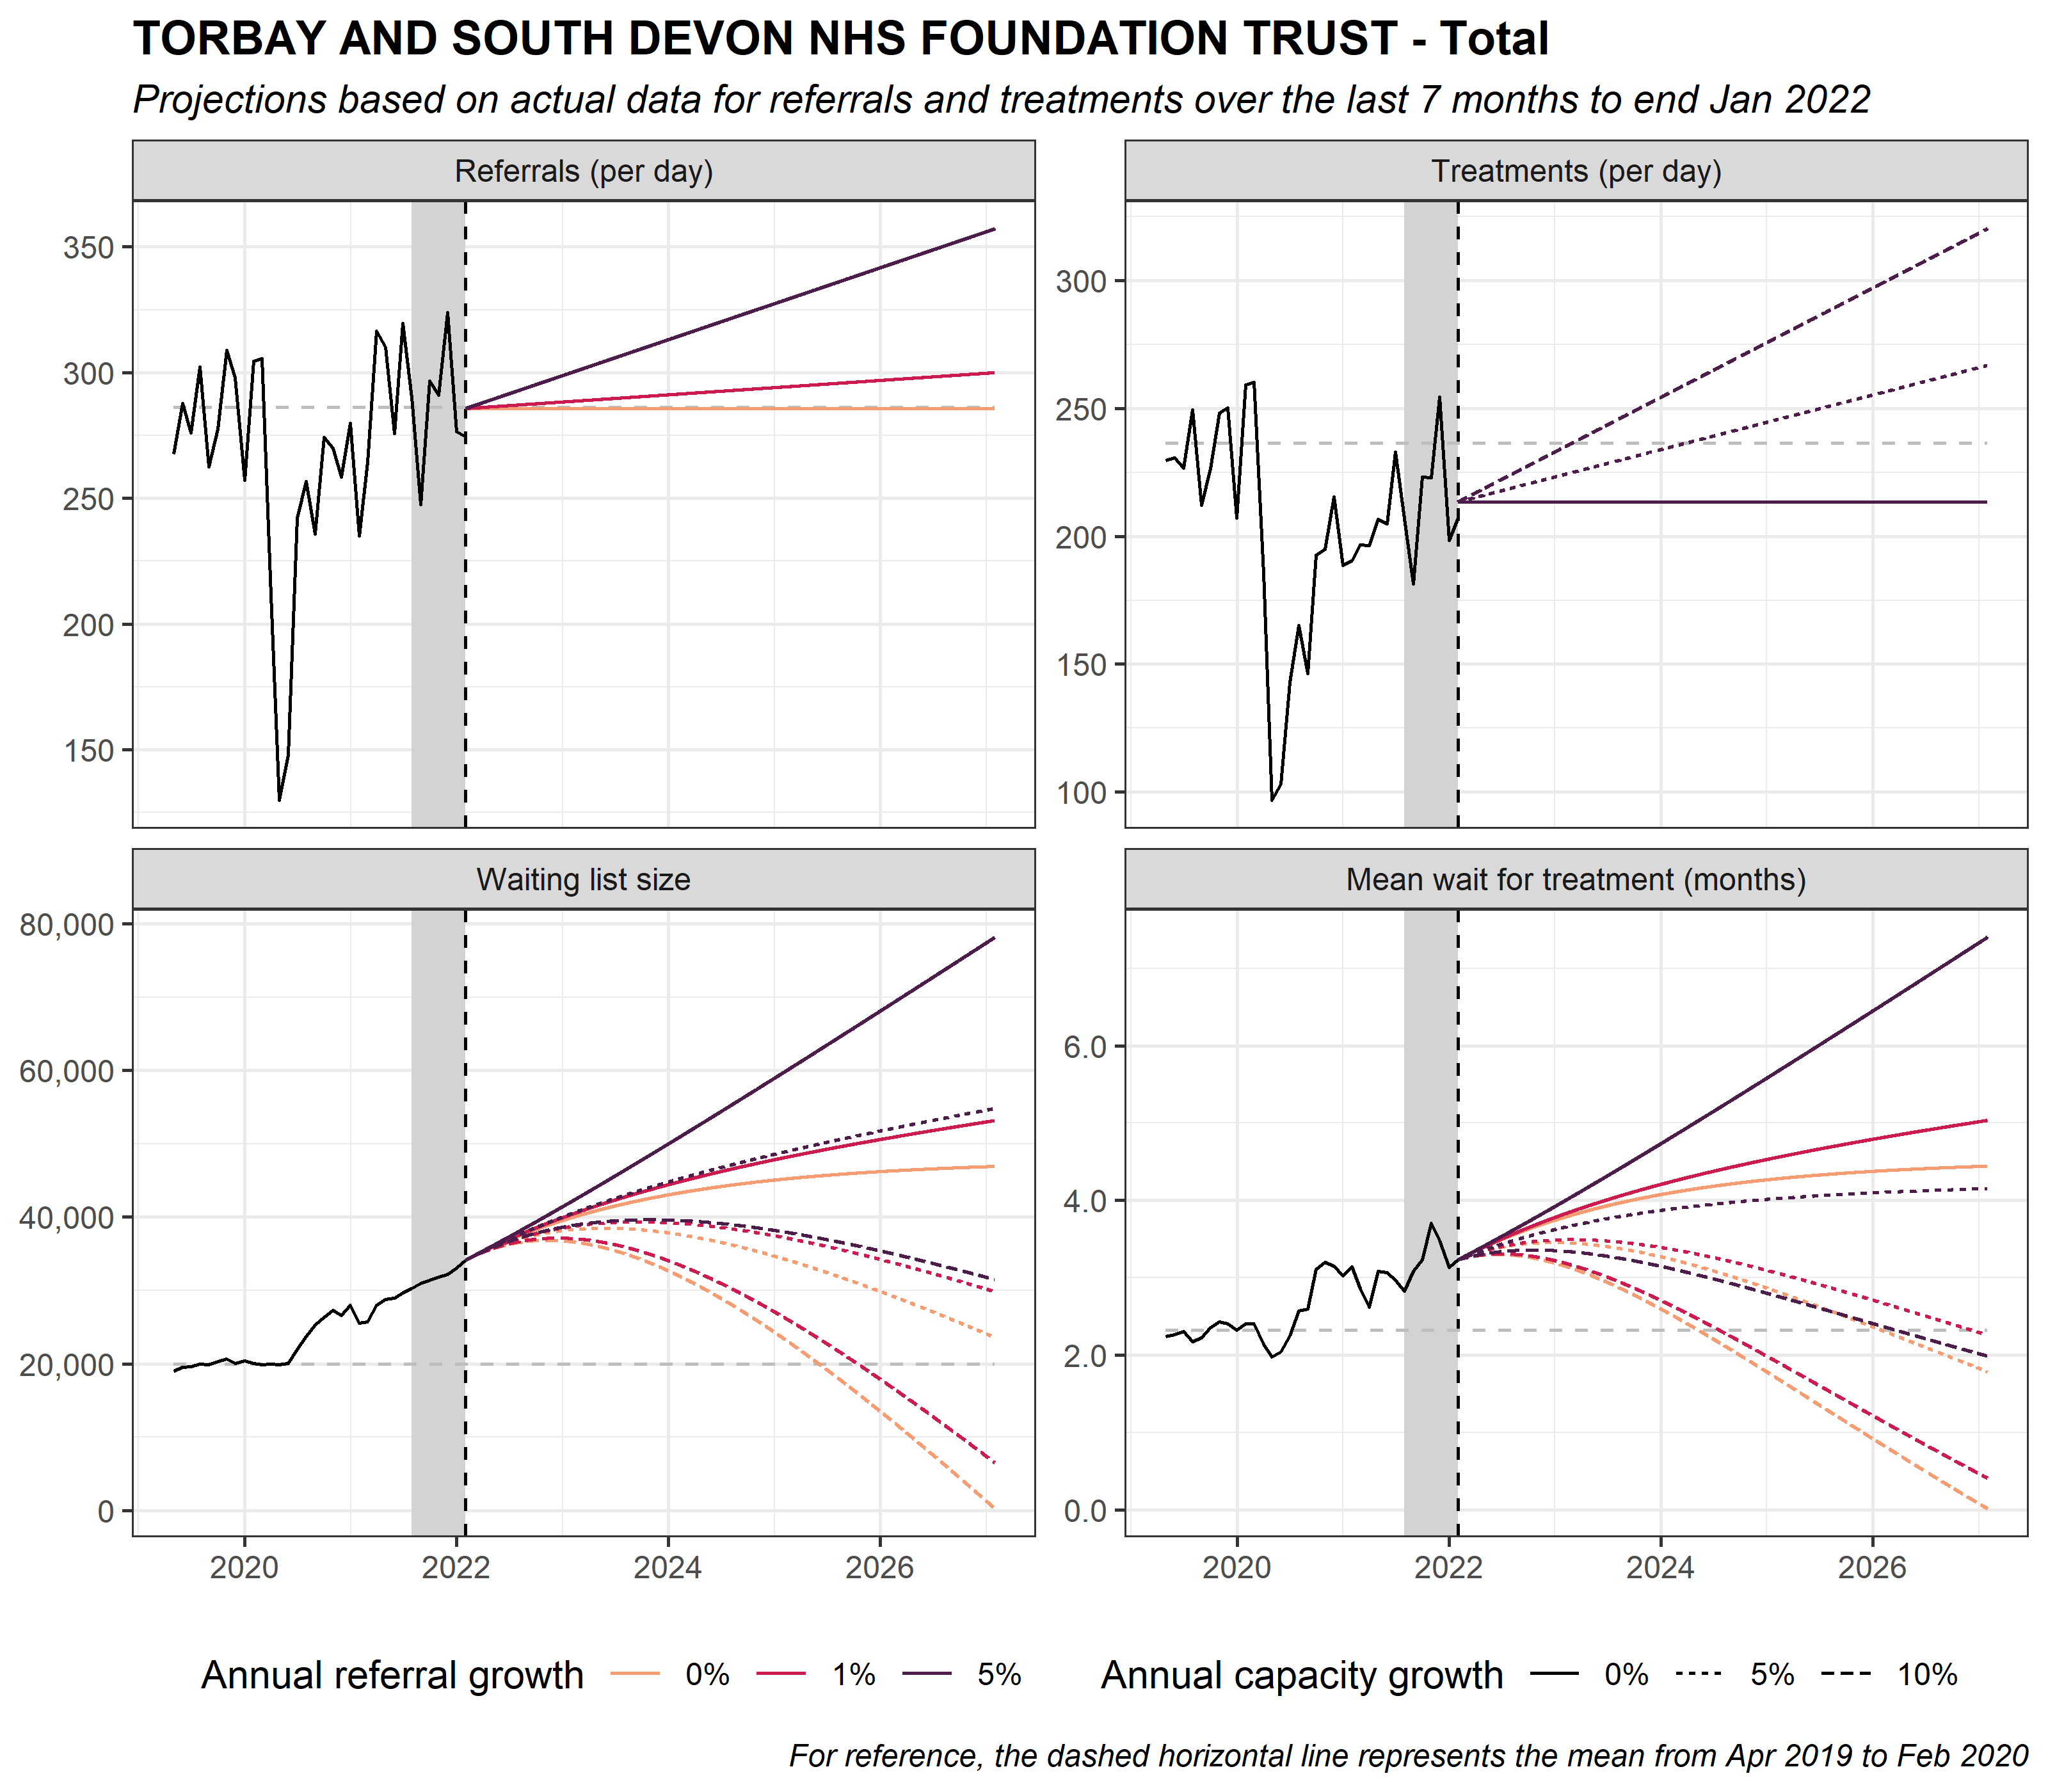 TORBAY AND SOUTH DEVON NHS FOUNDATION TRUST - Total
Projections based on actual data for referrals and treatments over the last 7 months to end Jan 2022
Referrals (per day)
350
300
250
200
150
Treatments (per day)
300
250
200
150
100
Waiting list size
80,000
60,000
40,000
20,000
0
2020 2022 2024 2026
Mean wait for treatment (months)
6.0
4.0
2.0
0.0
2020 2022 2024 2026
Annual referral growth 0% 1% 5%
Annual capacity growth 0% 5% 10%
For reference, the dashed horizontal line represents the mean from Apr 2019 to Feb 2020